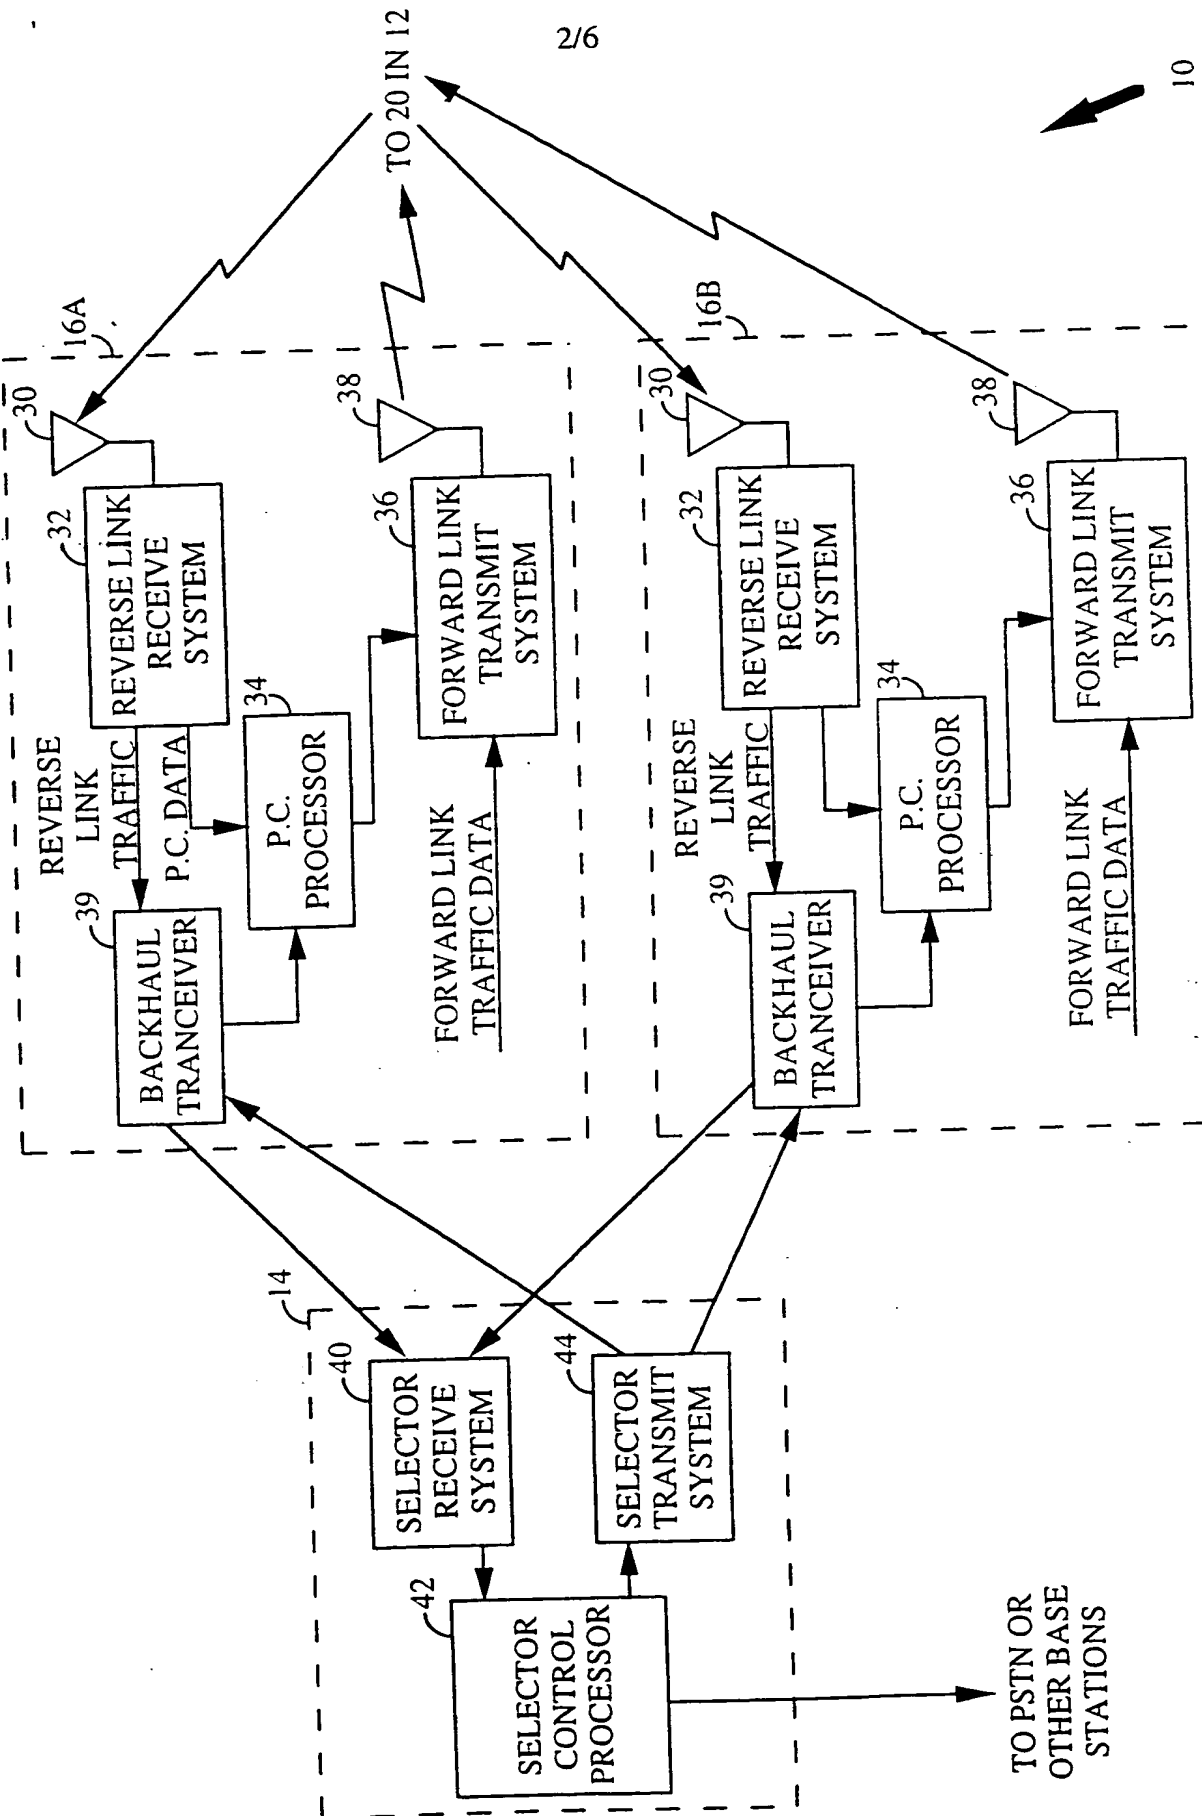 2/6
10
TO 20 IN 12
16A
30
32
REVERSE LINK
RECEIVE
SYSTEM
REVERSE
LINK
TRAFFIC
P.C. DATA
34
P.C.
PROCESSOR
38
36
FORWARD LINK
TRANSMIT
SYSTEM
FORWARD LINK
TRAFFIC DATA
39
BACKHAUL
TRANCEIVER
16B
30
32
REVERSE LINK
RECEIVE
SYSTEM
REVERSE
LINK
TRAFFIC
34
P.C.
PROCESSOR
38
36
FORWARD LINK
TRANSMIT
SYSTEM
FORWARD LINK
TRAFFIC DATA
39
BACKHAUL
TRANCEIVER
14
40
SELECTOR
RECEIVE
SYSTEM
44
SELECTOR
TRANSMIT
SYSTEM
42
SELECTOR
CONTROL
PROCESSOR
TO PSTN OR
OTHER BASE
STATIONS